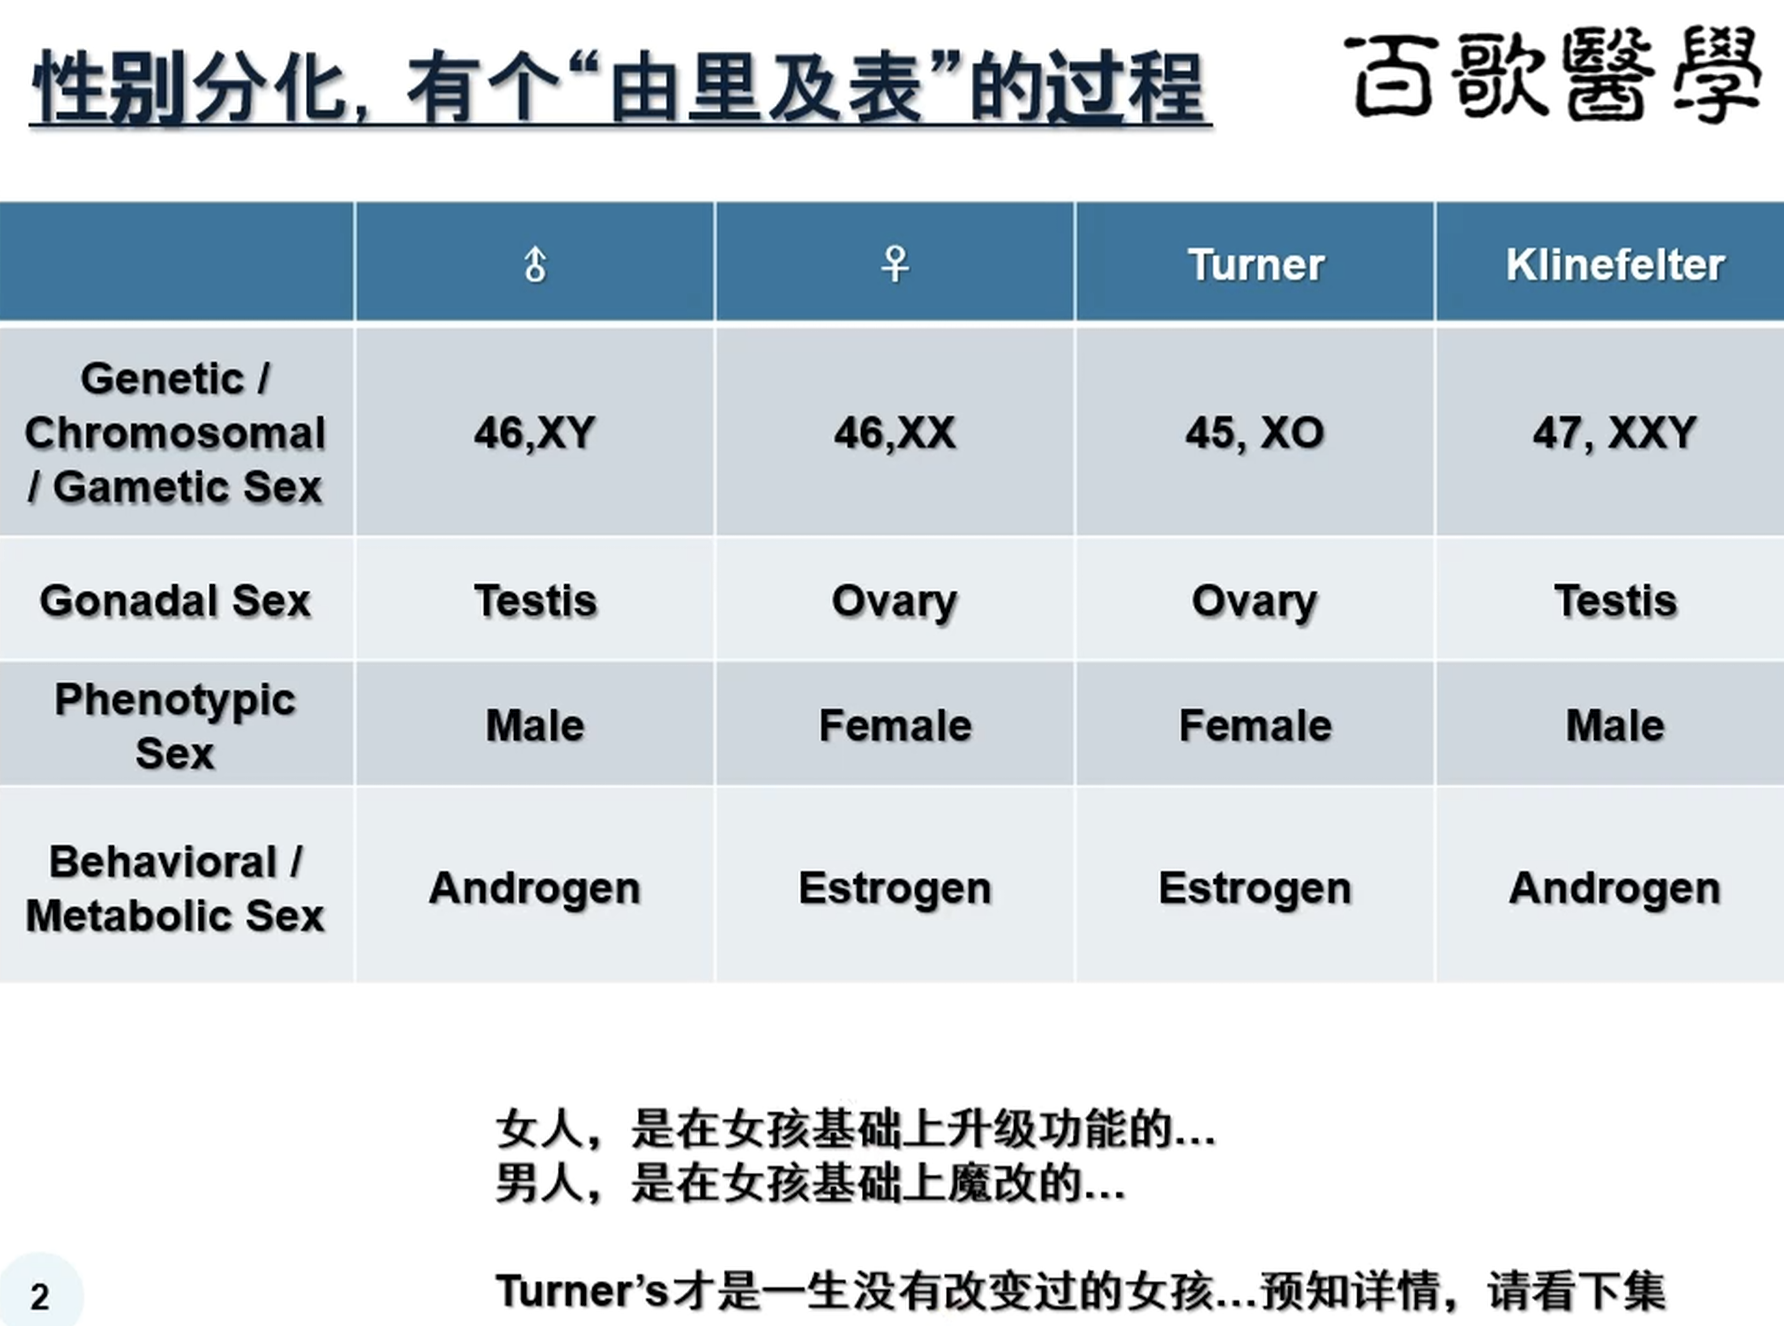 性别分化，有个“由里及表”的过程
百歌醫學
♂ ♀ Turner Klinefelter
Genetic /
Chromosomal
/ Gametic Sex
46,XY 46,XX 45, XO 47, XXY
Gonadal Sex Testis Ovary Ovary Testis
Phenotypic
Sex
Male Female Female Male
Behavioral /
Metabolic Sex
Androgen Estrogen Estrogen Androgen
女人，是在女孩基础上升级功能的...
男人，是在女孩基础上魔改的...
Turner’s才是一生没有改变过的女孩...预知详情，请看下集
2